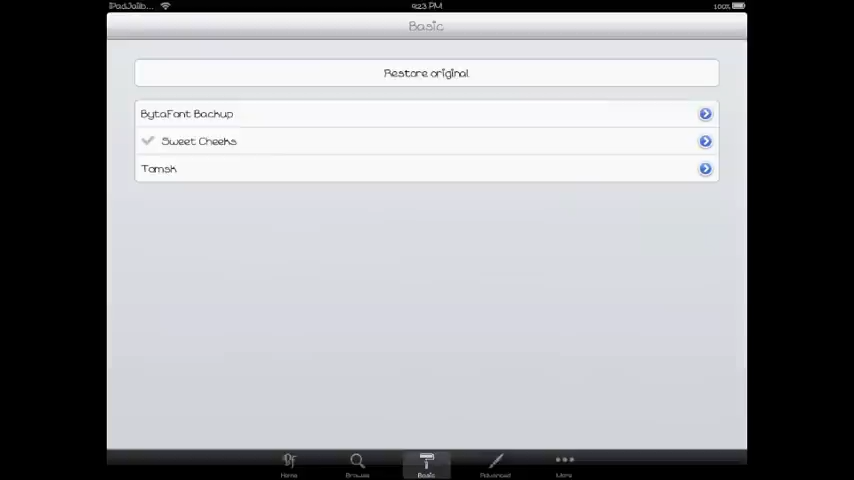 iPadJailb... 9:23 PM 100%
Basic
Restore original
BytaFont Backup
Sweet Cheeks
Tomsk
Home Browse Basic Advanced More